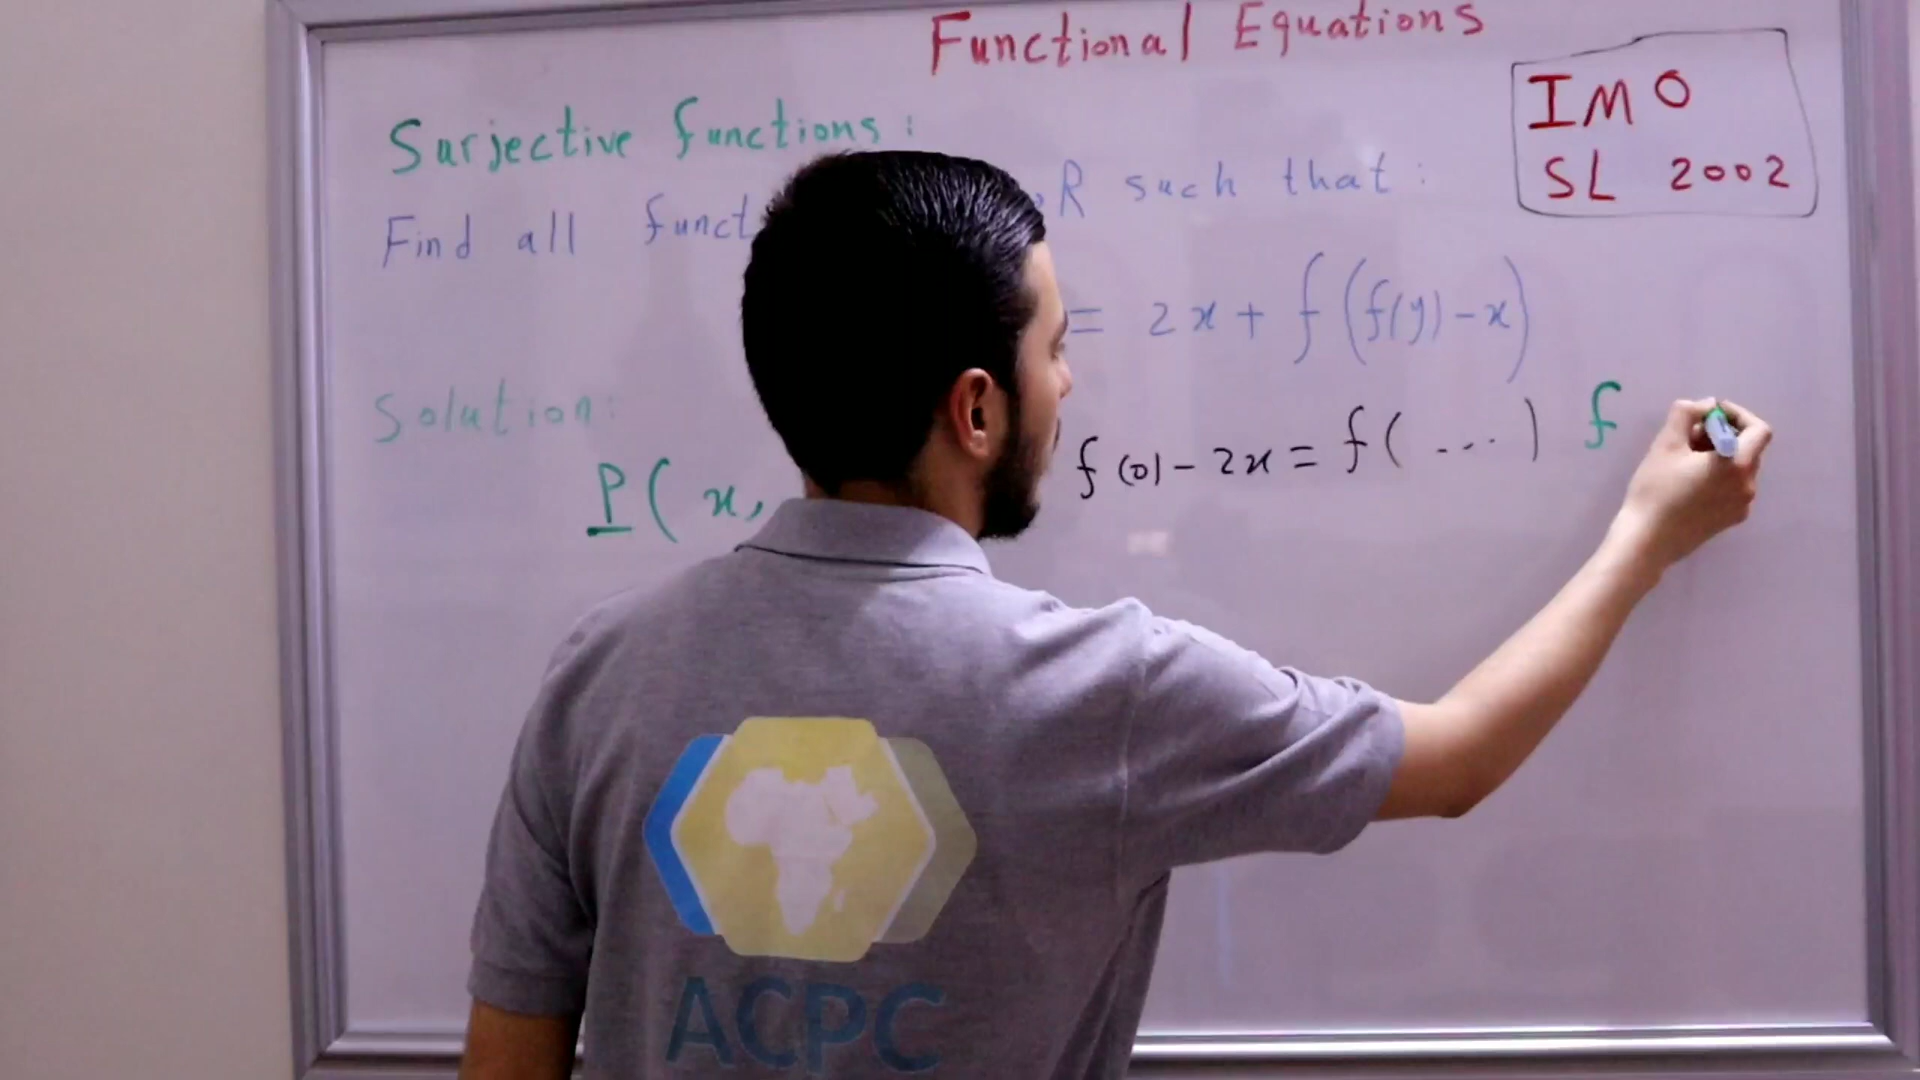 Functional Equations
IMO
SL 2002
Surjective functions:
Find all funct R such that:
= 2x + f(f(y)-x)
Solution:
f(0) - 2x = f( ... ) f
P( x,
ACPC